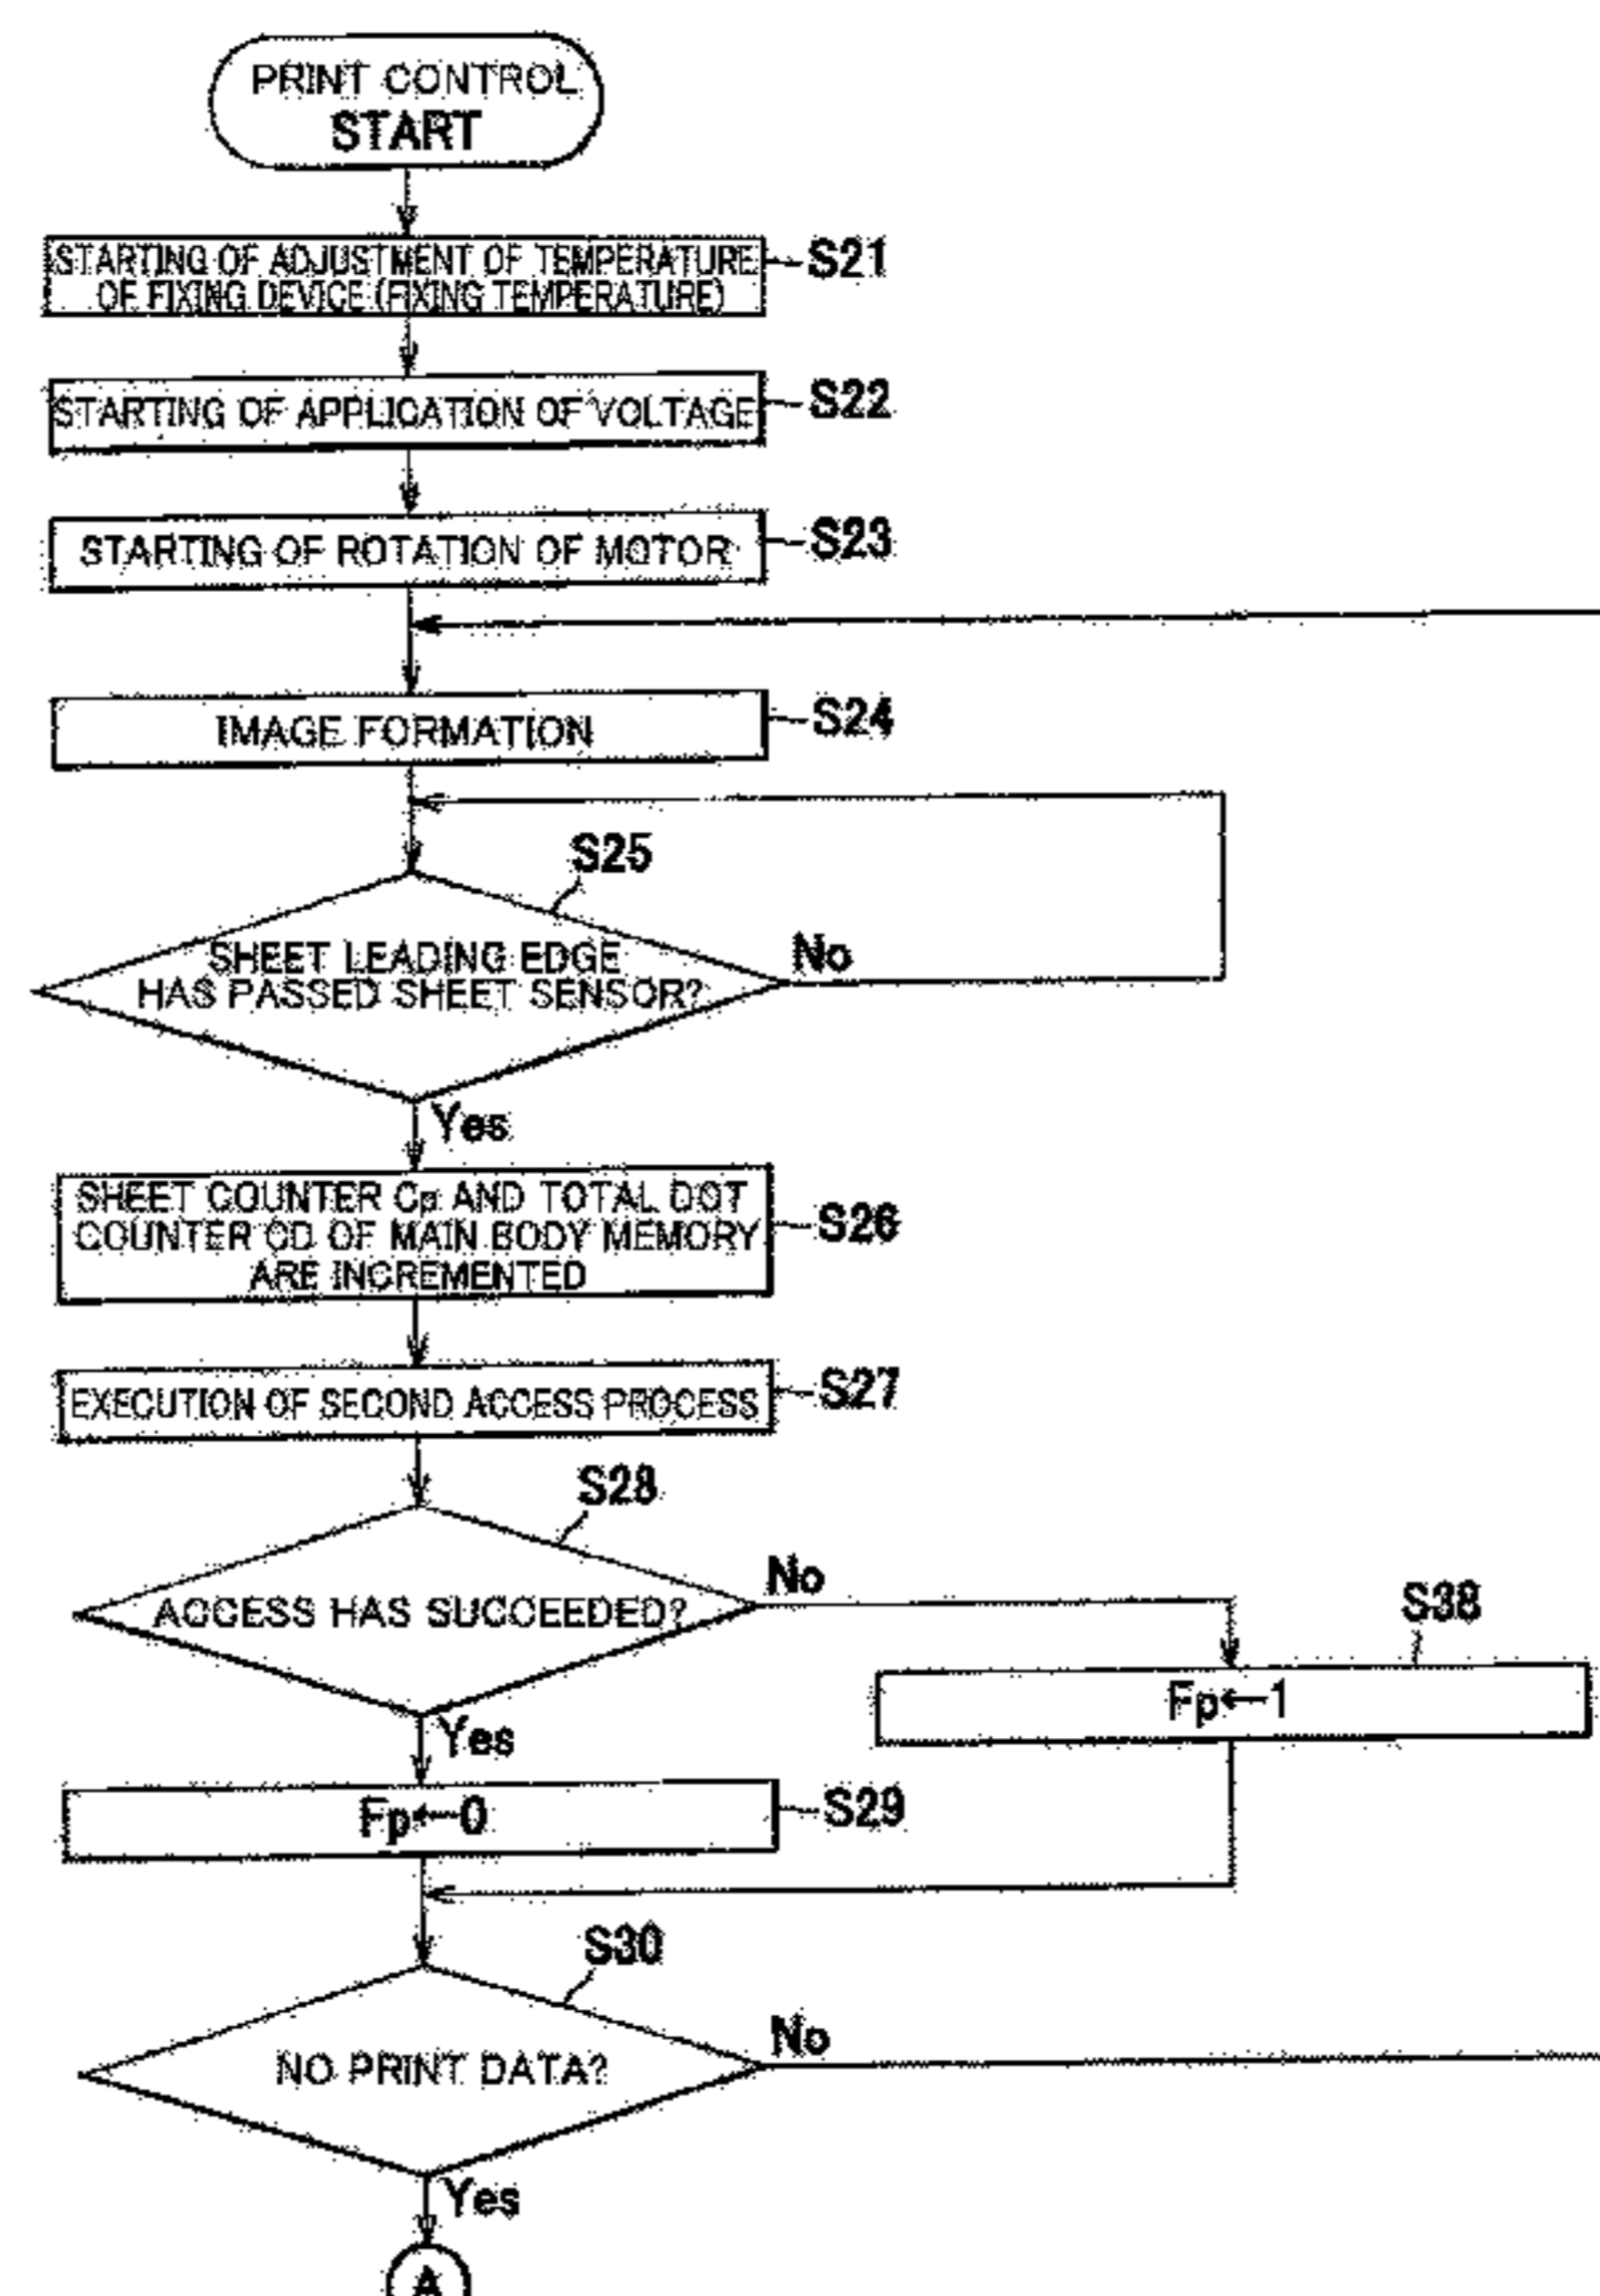 PRINT CONTROL
START
STARTING OF ADJUSTMENT OF TEMPERATURE
OF FIXING DEVICE (FIXING TEMPERATURE)
S21
STARTING OF APPLICATION OF VOLTAGE
S22
STARTING OF ROTATION OF MOTOR
S23
IMAGE FORMATION
S24
S25
SHEET LEADING EDGE
HAS PASSED SHEET SENSOR?
No
Yes
SHEET COUNTER Cp AND TOTAL DOT
COUNTER CD OF MAIN BODY MEMORY
ARE INCREMENTED
S26
EXECUTION OF SECOND ACCESS PROCESS
S27
S28
ACCESS HAS SUCCEEDED?
No
S38
Fp←1
Yes
Fp←0
S29
S30
NO PRINT DATA?
No
Yes
A